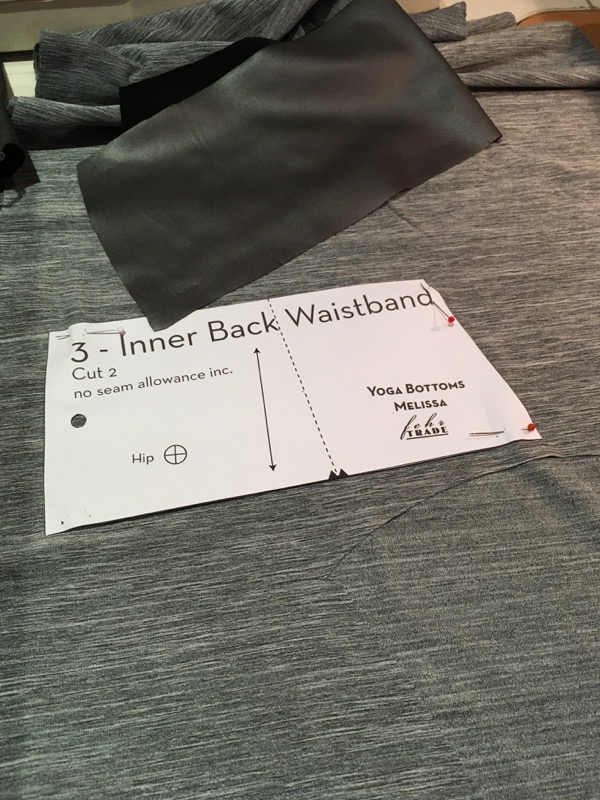 3 - Inner Back Waistband
Cut 2
no seam allowance inc.
Hip
YOGA BOTTOMS
MELISSA
fehr
TRADE